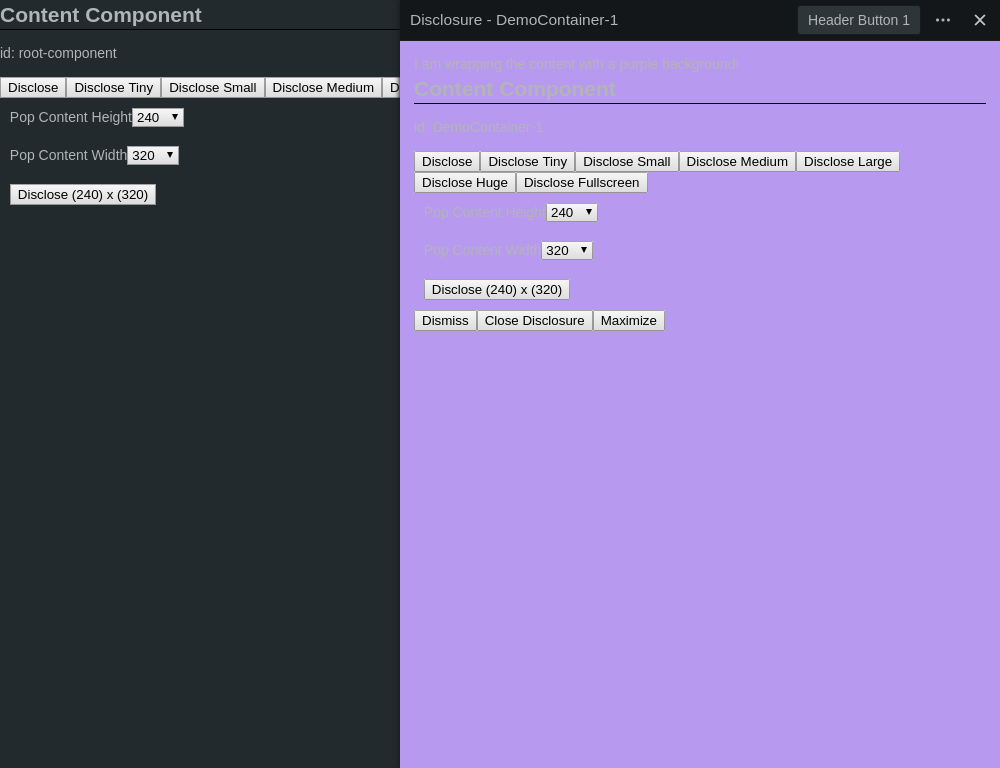 Content Component
id: root-component
Disclose Disclose Tiny Disclose Small Disclose Medium D
Pop Content Height 240
Pop Content Width 320
Disclose (240) x (320)
Disclosure - DemoContainer-1 Header Button 1
I am wrapping the content with a purple background!
Content Component
id: DemoContainer-1
Disclose Disclose Tiny Disclose Small Disclose Medium Disclose Large
Disclose Huge Disclose Fullscreen
Pop Content Height 240
Pop Content Width 320
Disclose (240) x (320)
Dismiss Close Disclosure Maximize